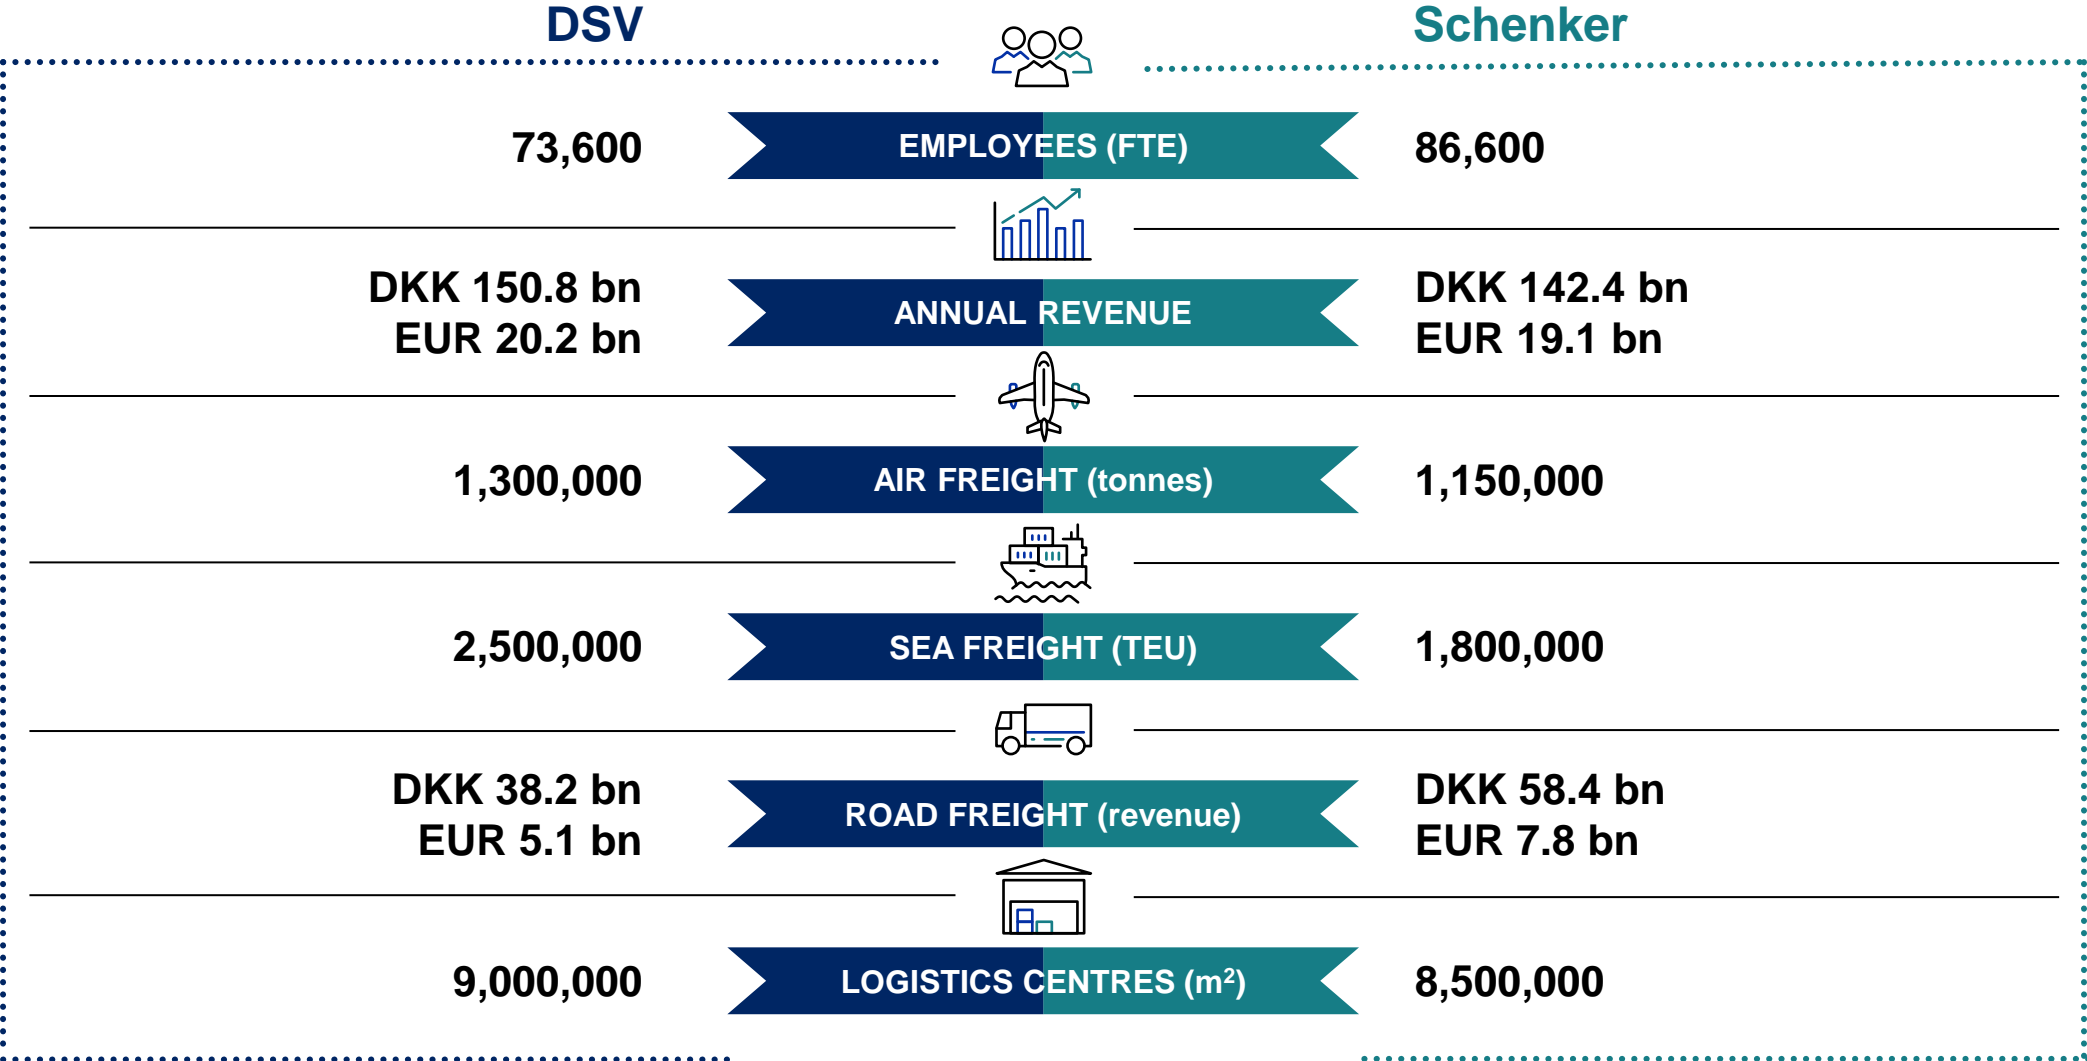 DSV
Schenker
73,600
EMPLOYEES (FTE)
86,600
DKK 150.8 bn
EUR 20.2 bn
ANNUAL REVENUE
DKK 142.4 bn
EUR 19.1 bn
1,300,000
AIR FREIGHT (tonnes)
1,150,000
2,500,000
SEA FREIGHT (TEU)
1,800,000
DKK 38.2 bn
EUR 5.1 bn
ROAD FREIGHT (revenue)
DKK 58.4 bn
EUR 7.8 bn
9,000,000
LOGISTICS CENTRES (m²)
8,500,000